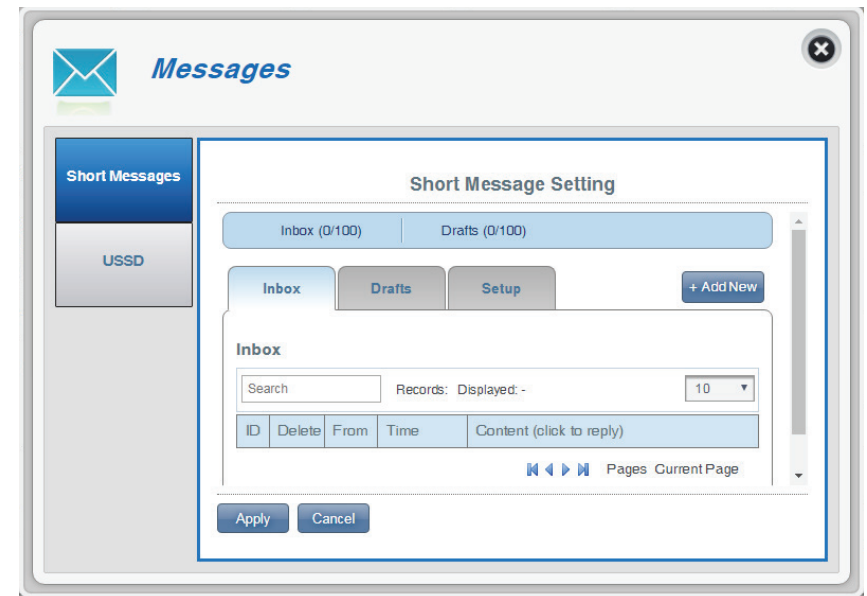 Messages
Short Messages
USSD
Short Message Setting
Inbox (0/100) Drafts (0/100)
Inbox Drafts Setup + Add New
Inbox
Search Records: Displayed: - 10
ID Delete From Time Content (click to reply)
Pages Current Page
Apply Cancel